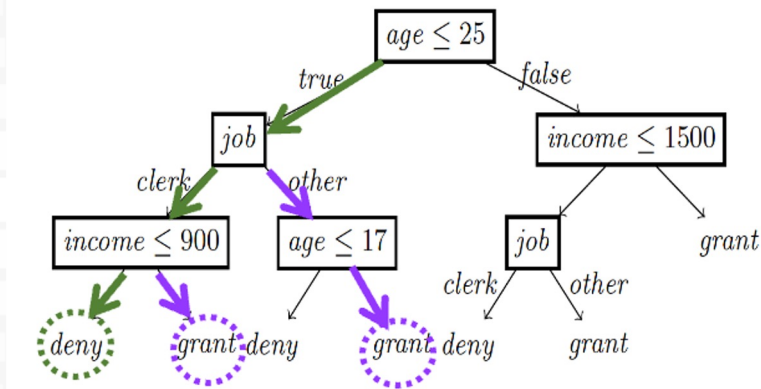 age ≤ 25
true
false
job
income ≤ 1500
clerk
other
income ≤ 900
age ≤ 17
job
grant
clerk
other
deny
grant
deny
grant
deny
grant